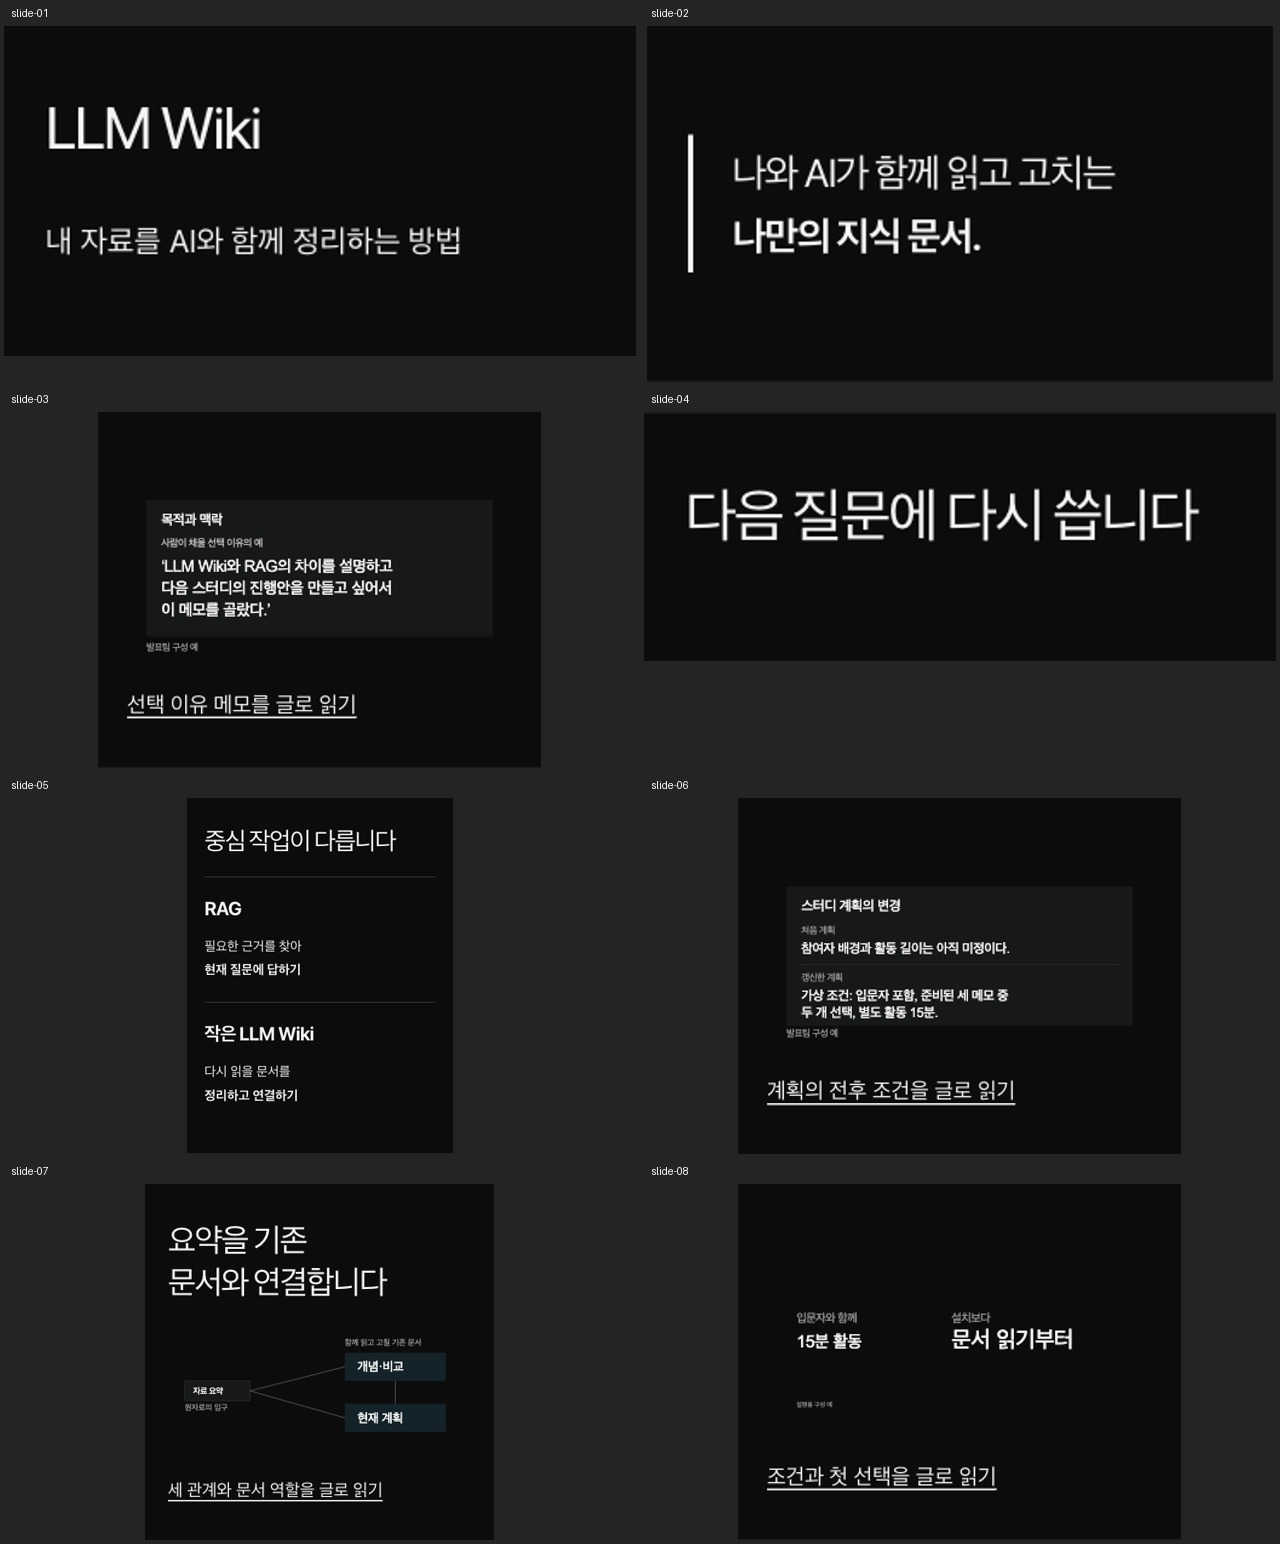 slide-01
LLM Wiki
내 자료를 AI와 함께 정리하는 방법
slide-02
나와 AI가 함께 읽고 고치는
나만의 지식 문서.
slide-03
목적과 맥락
사람이 채울 선택 이유의 예
‘LLM Wiki와 RAG의 차이를 설명하고
다음 스터디의 진행안을 만들고 싶어서
이 메모를 골랐다.’
발표팀 구성 예
선택 이유 메모를 글로 읽기
slide-04
다음 질문에 다시 씁니다
slide-05
중심 작업이 다릅니다
RAG
필요한 근거를 찾아
현재 질문에 답하기
작은 LLM Wiki
다시 읽을 문서를
정리하고 연결하기
slide-06
스터디 계획의 변경
처음 계획
참여자 배경과 활동 길이는 아직 미정이다.
갱신한 계획
가상 조건: 입문자 포함, 준비된 세 메모 중
두 개 선택, 별도 활동 15분.
발표팀 구성 예
계획의 전후 조건을 글로 읽기
slide-07
요약을 기존
문서와 연결합니다
함께 읽고 고칠 기존 문서
개념·비교
자료 요약
원자료의 입구
현재 계획
세 관계와 문서 역할을 글로 읽기
slide-08
입문자와 함께
15분 활동
설치보다
문서 읽기부터
설명용 구성 예
조건과 첫 선택을 글로 읽기